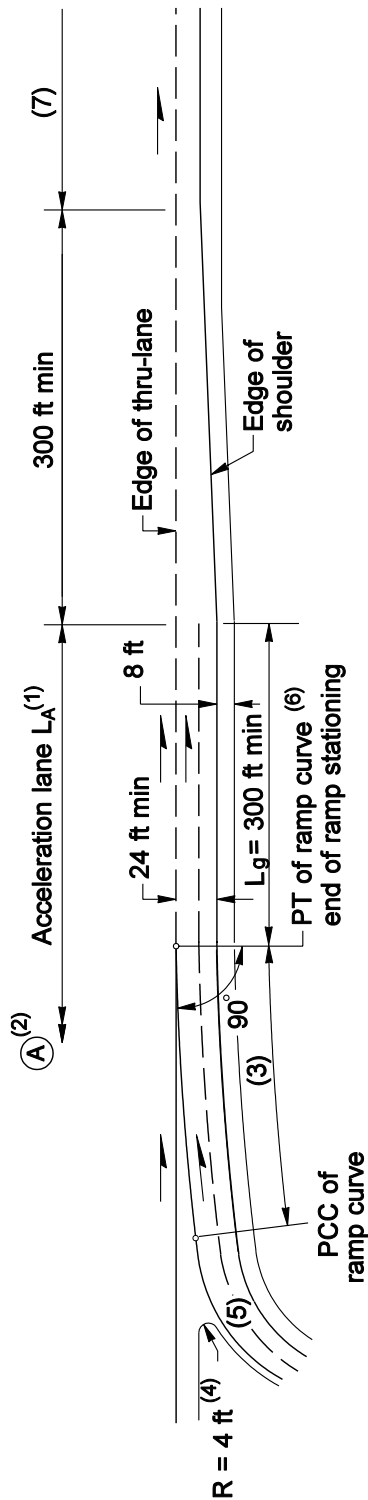 (7)
300 ft min
Acceleration lane LA(1)
A (2)
Edge of thru-lane
Edge of
shoulder
24 ft min
8 ft
Lg = 300 ft min
PT of ramp curve (6)
end of ramp stationing
90°
(3)
PCC of
ramp curve
(5)
R = 4 ft (4)